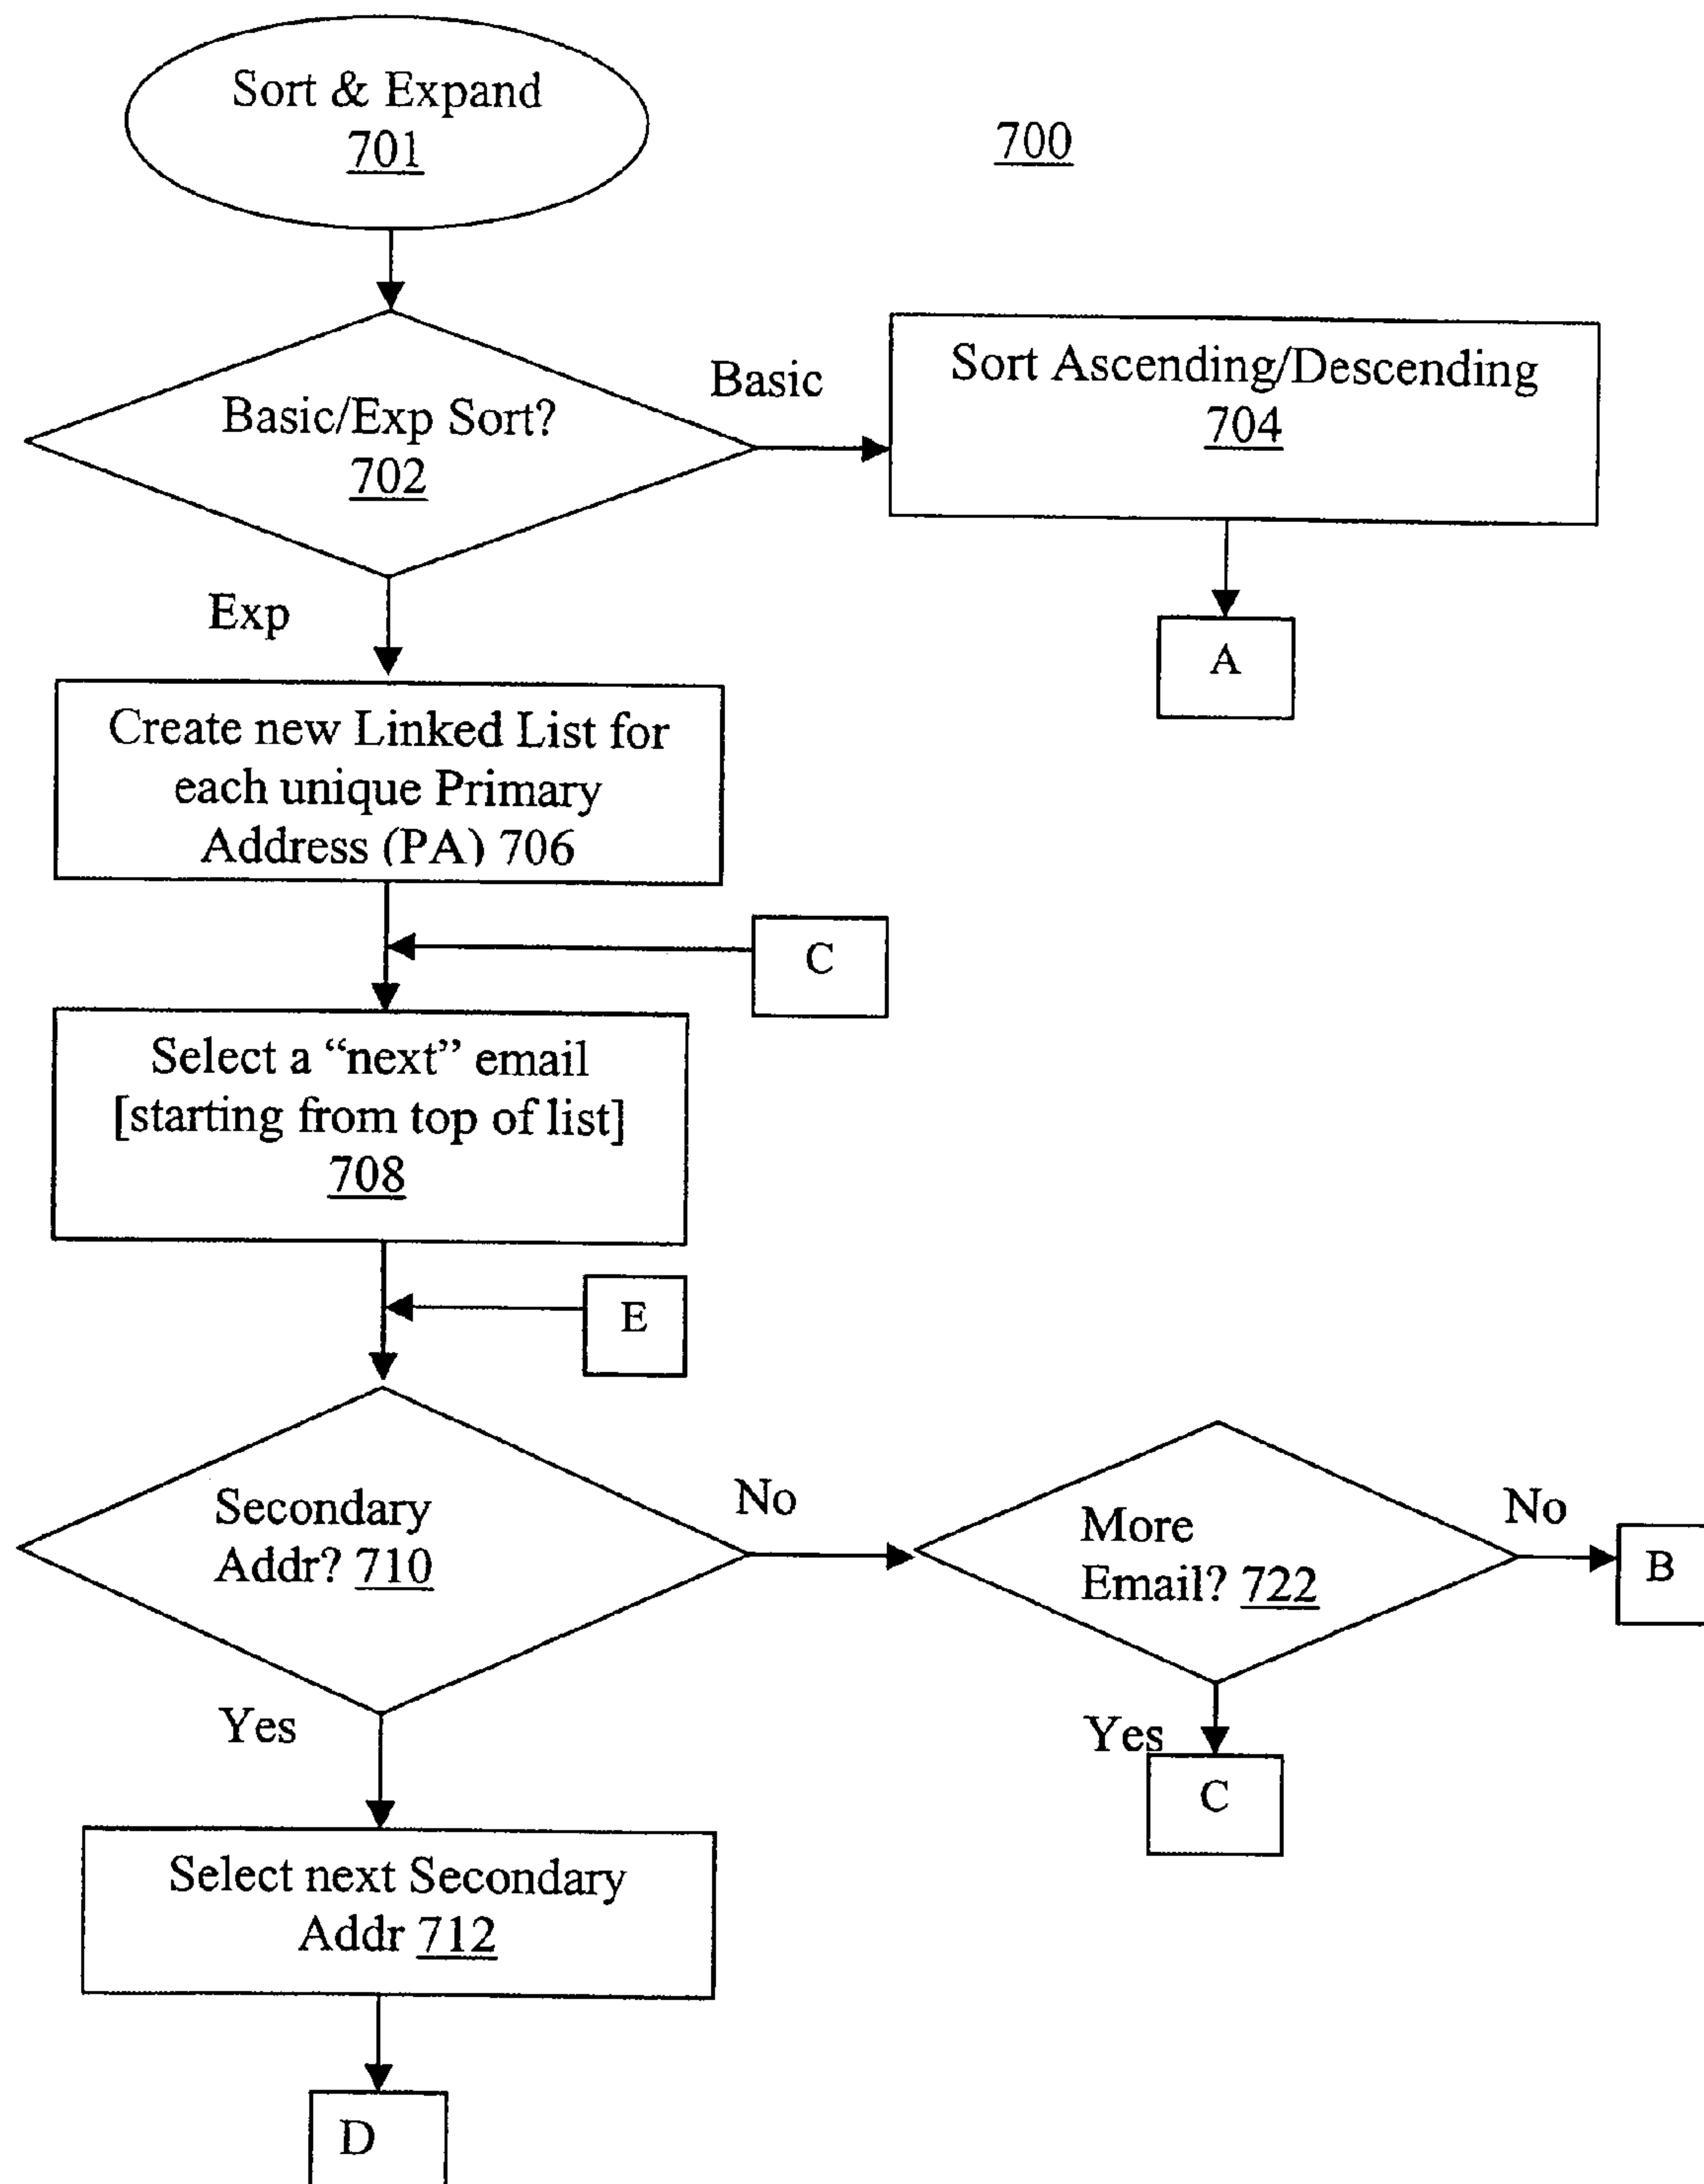 Sort & Expand
701
700
Basic/Exp Sort?
702
Basic
Sort Ascending/Descending
704
A
Exp
Create new Linked List for
each unique Primary
Address (PA) 706
C
Select a “next” email
[starting from top of list]
708
E
Secondary
Addr? 710
No
More
Email? 722
No
B
Yes
Yes
C
Select next Secondary
Addr 712
D